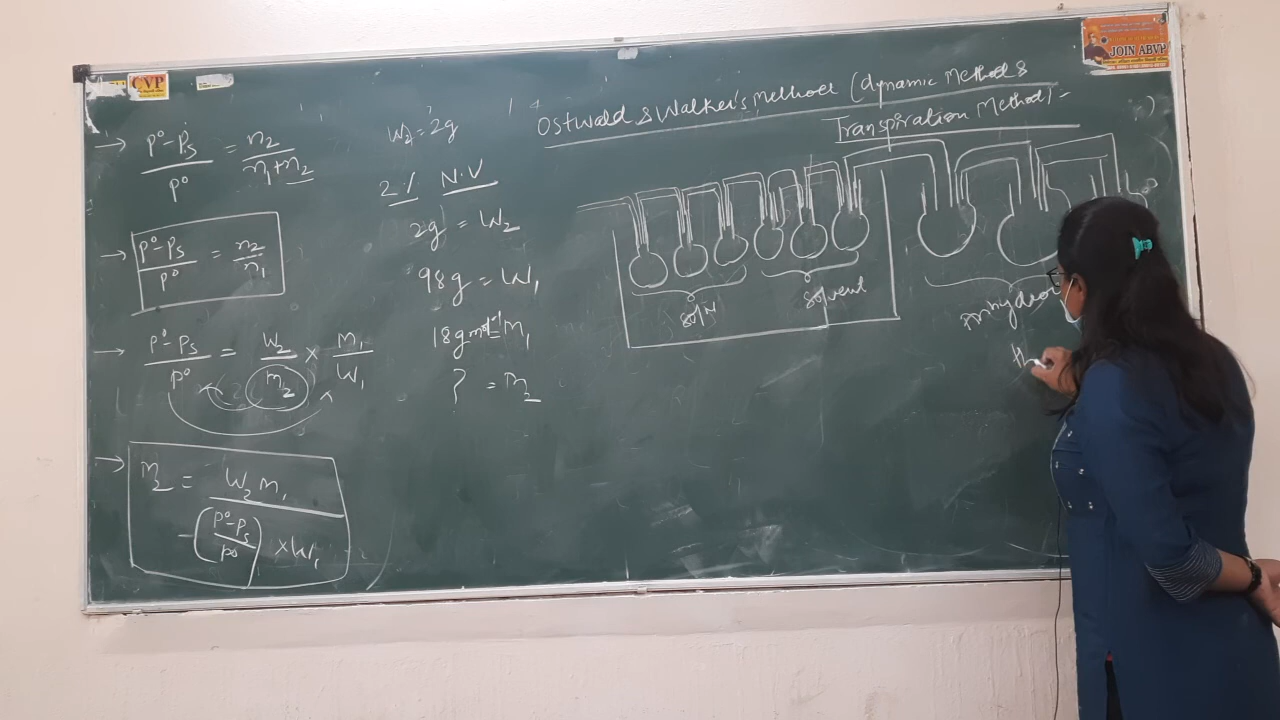 CVP
JOIN ABVP
→ P°-Ps / P° = n2 / n1+n2
→ P°-Ps / P° = n2 / n1
→ P°-Ps / P° = W2 / m2 × M1 / W1
→ m2 = W2 M1 / (P°-Ps / P°) × W1
W2 = 2g
2% N.V
2g = W2
98g = W1
18g mol-1 = M1
? = m2
Ostwald & Walker's Method (dynamic Method &
Transpiration Method) -
soln
solvent